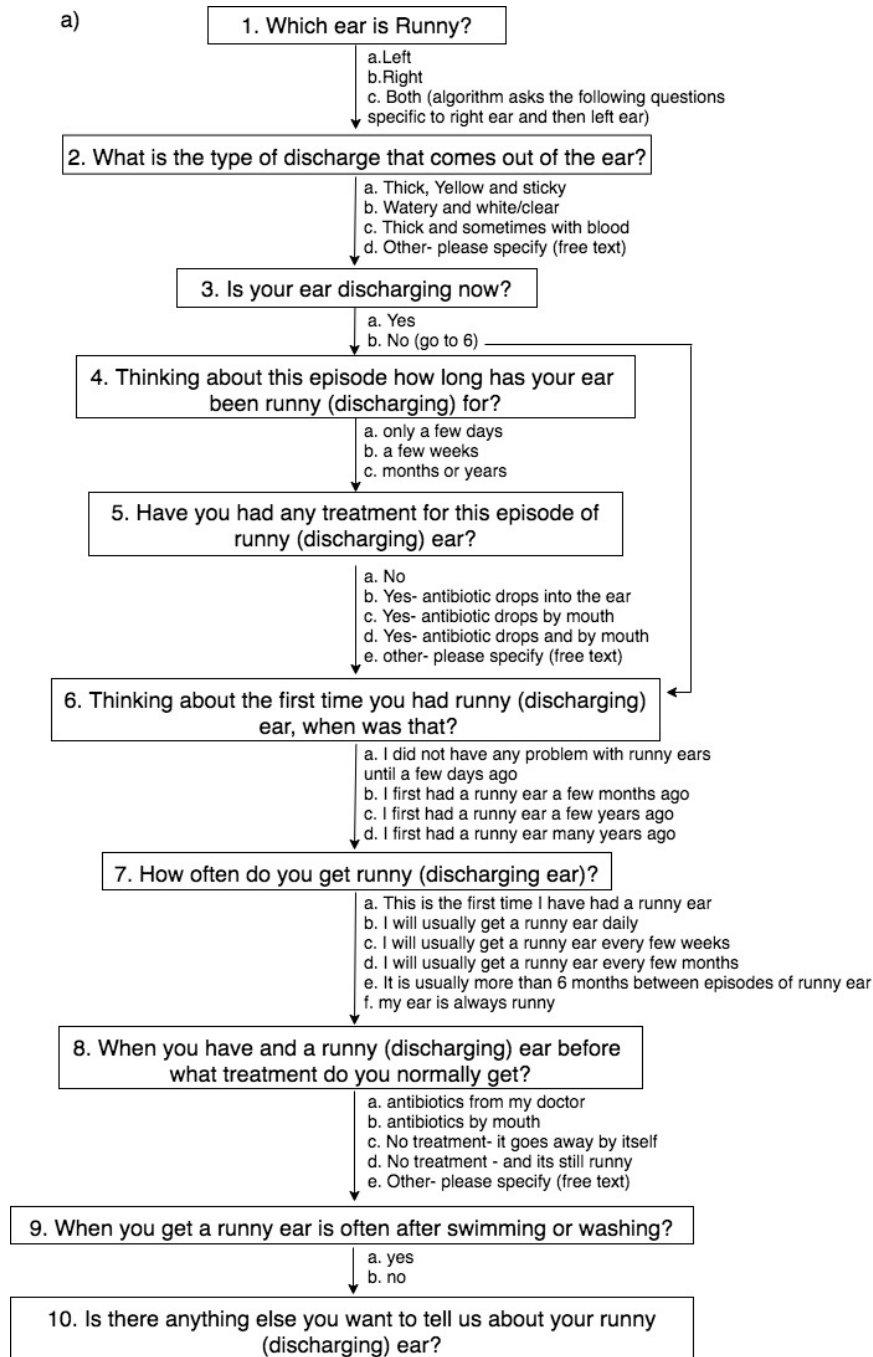 a)
1. Which ear is Runny?
a.Left
b.Right
c. Both (algorithm asks the following questions
specific to right ear and then left ear)
2. What is the type of discharge that comes out of the ear?
a. Thick, Yellow and sticky
b. Watery and white/clear
c. Thick and sometimes with blood
d. Other- please specify (free text)
3. Is your ear discharging now?
a. Yes
b. No (go to 6)
4. Thinking about this episode how long has your ear
been runny (discharging) for?
a. only a few days
b. a few weeks
c. months or years
5. Have you had any treatment for this episode of
runny (discharging) ear?
a. No
b. Yes- antibiotic drops into the ear
c. Yes- antibiotic drops by mouth
d. Yes- antibiotic drops and by mouth
e. other- please specify (free text)
6. Thinking about the first time you had runny (discharging)
ear, when was that?
a. I did not have any problem with runny ears
until a few days ago
b. I first had a runny ear a few months ago
c. I first had a runny ear a few years ago
d. I first had a runny ear many years ago
7. How often do you get runny (discharging ear)?
a. This is the first time I have had a runny ear
b. I will usually get a runny ear daily
c. I will usually get a runny ear every few weeks
d. I will usually get a runny ear every few months
e. It is usually more than 6 months between episodes of runny ear
f. my ear is always runny
8. When you have and a runny (discharging) ear before
what treatment do you normally get?
a. antibiotics from my doctor
b. antibiotics by mouth
c. No treatment- it goes away by itself
d. No treatment - and its still runny
e. Other- please specify (free text)
9. When you get a runny ear is often after swimming or washing?
a. yes
b. no
10. Is there anything else you want to tell us about your runny
(discharging) ear?